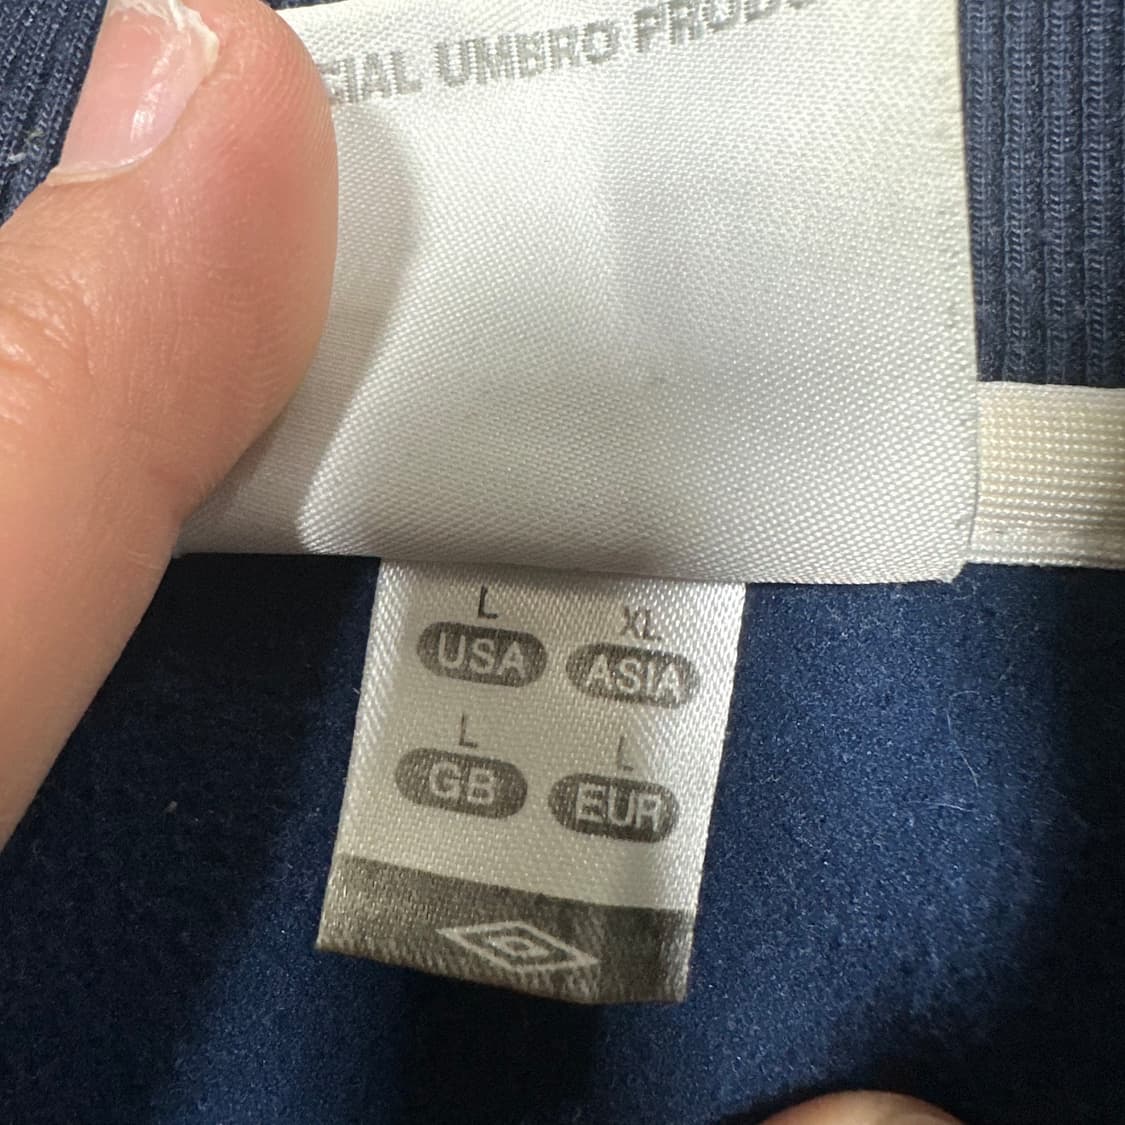 CIAL UMBRO PRODU
L XL
USA ASIA
L L
GB EUR